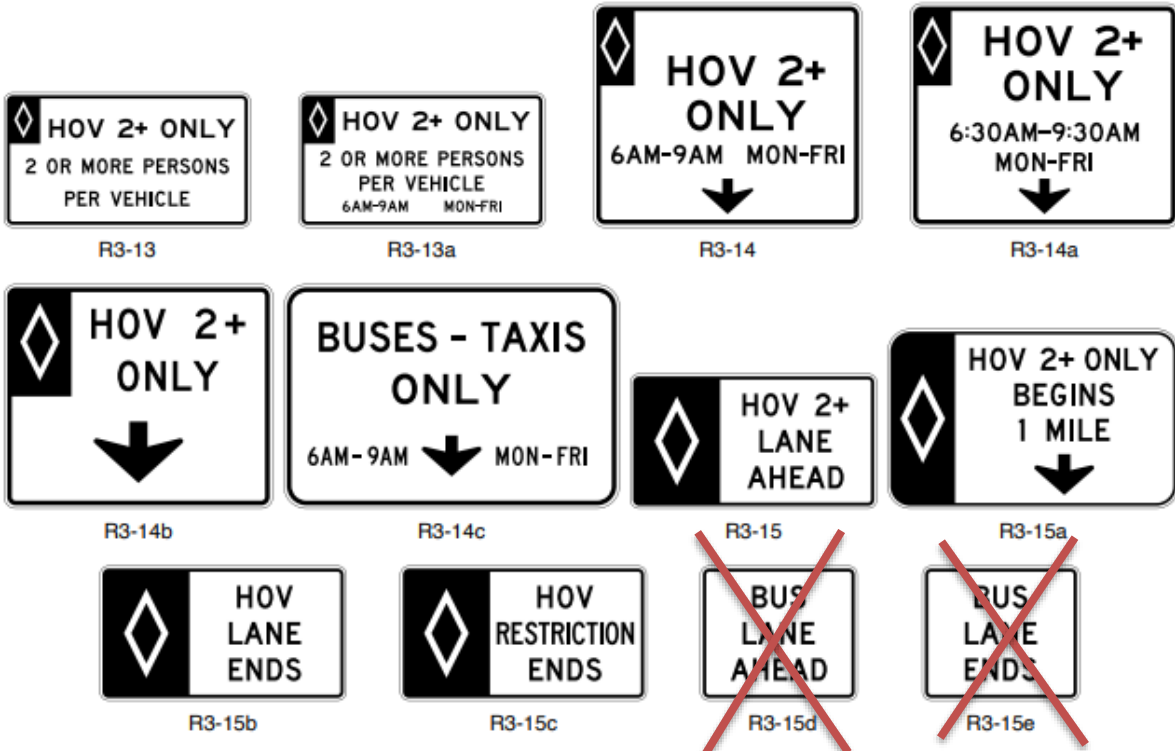 HOV 2+ ONLY
2 OR MORE PERSONS
PER VEHICLE
R3-13
HOV 2+ ONLY
2 OR MORE PERSONS
PER VEHICLE
6AM-9AM MON-FRI
R3-13a
HOV 2+
ONLY
6AM-9AM MON-FRI
R3-14
HOV 2+
ONLY
6:30AM-9:30AM
MON-FRI
R3-14a
HOV 2+
ONLY
R3-14b
BUSES - TAXIS
ONLY
6AM-9AM MON-FRI
R3-14c
HOV 2+
LANE
AHEAD
R3-15
HOV 2+ ONLY
BEGINS
1 MILE
R3-15a
HOV
LANE
ENDS
R3-15b
HOV
RESTRICTION
ENDS
R3-15c
BUS
LANE
AHEAD
R3-15d
BUS
LANE
ENDS
R3-15e